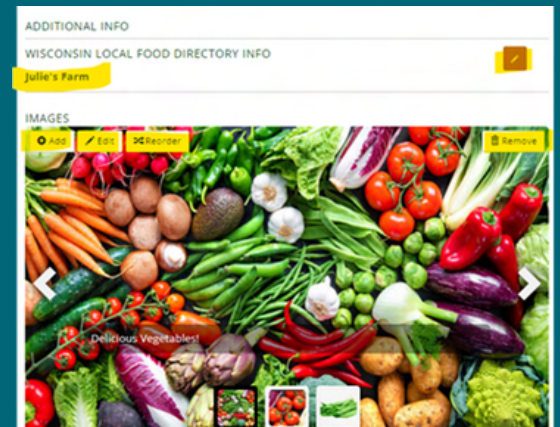 ADDITIONAL INFO
WISCONSIN LOCAL FOOD DIRECTORY INFO
Julie's Farm
IMAGES
Add Edit Reorder Remove
Delicious Vegetables!